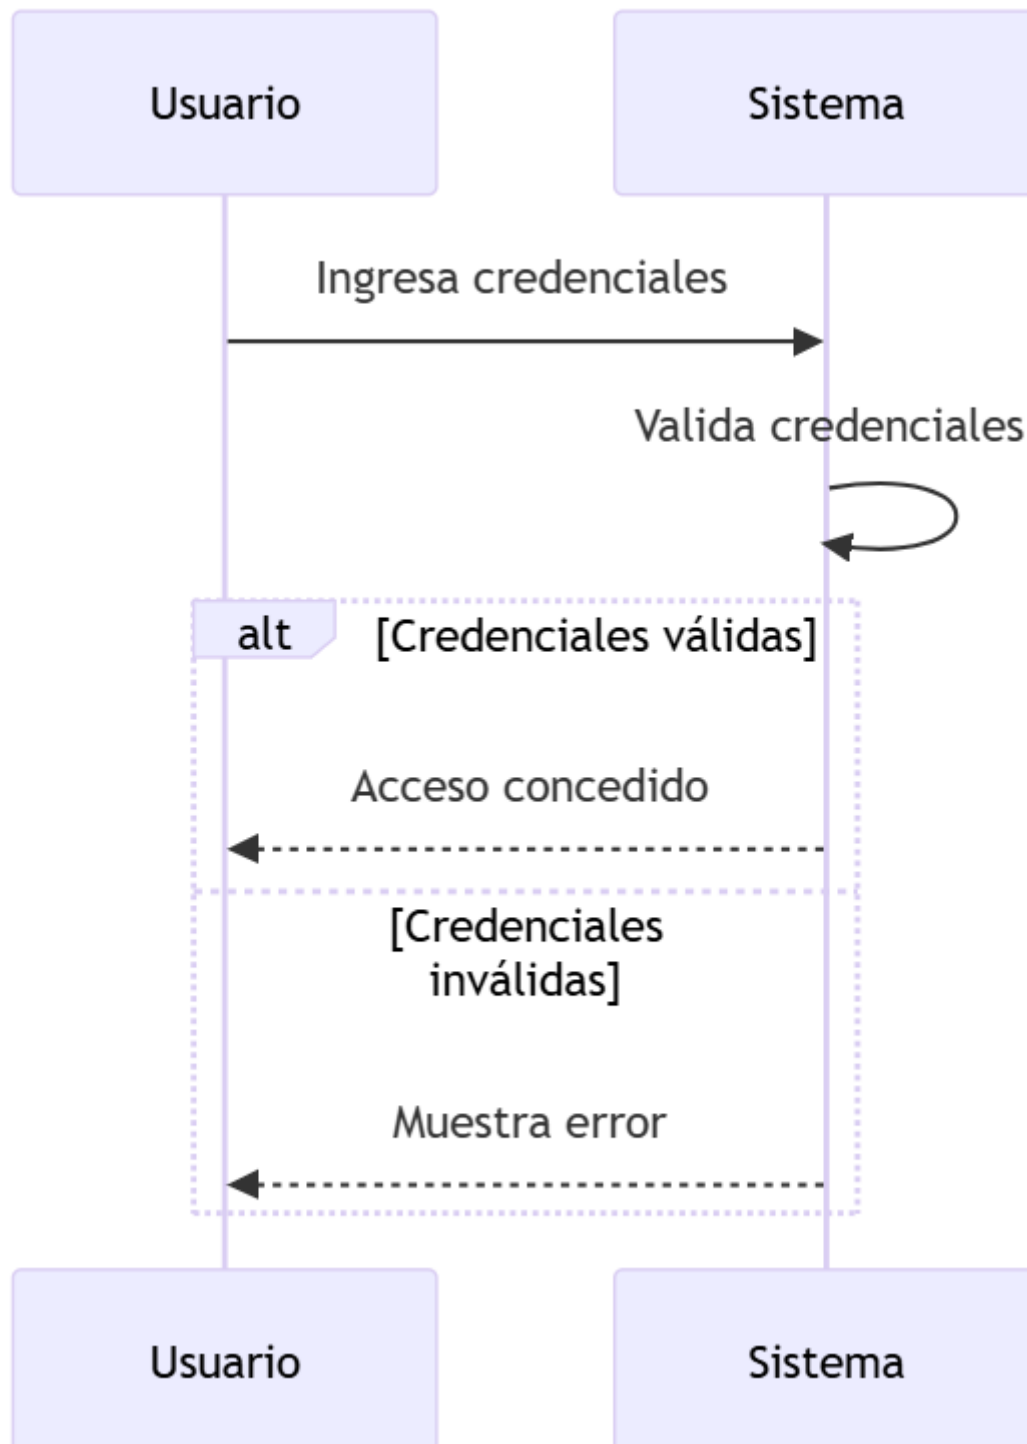 Usuario
Sistema
Ingresa credenciales
Valida credenciales
alt
[Credenciales válidas]
Acceso concedido
[Credenciales
inválidas]
Muestra error
Usuario
Sistema